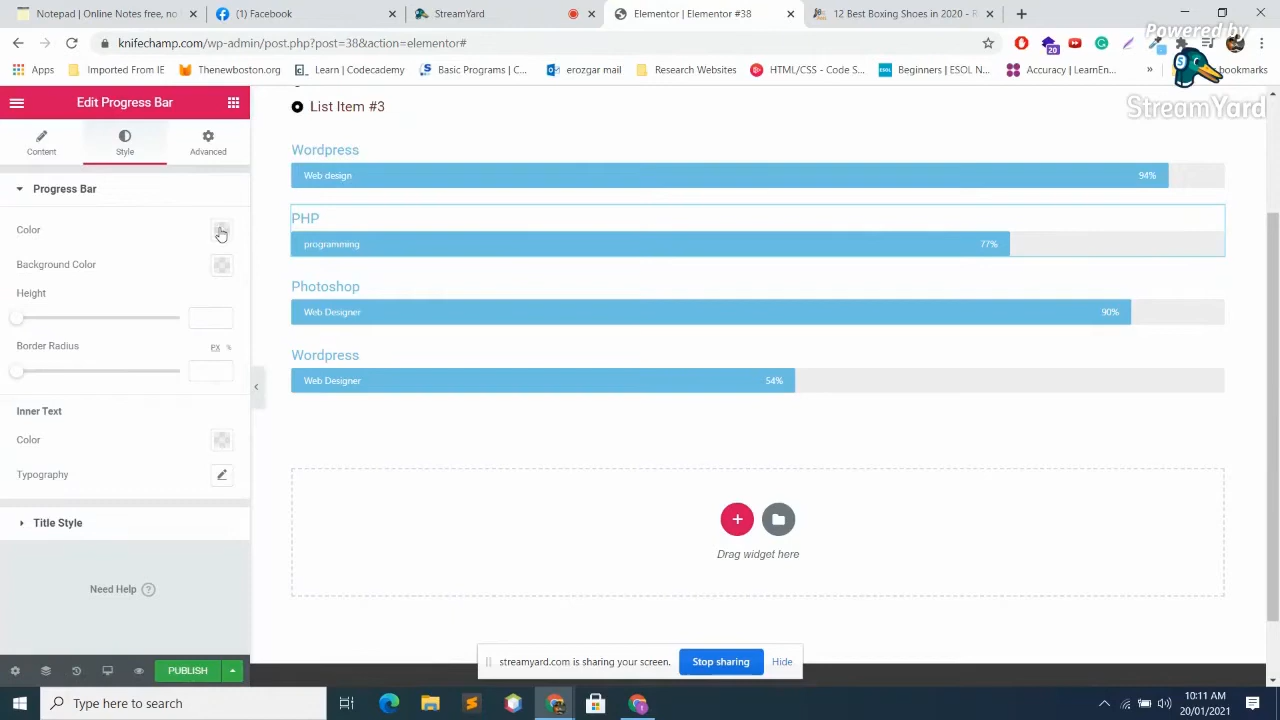 Notepad | Online Notes free, no
(1) Facebook
StreamYard
Elementor | Elementor #38
12 Best Boxing Shoes in 2020 - R
Powered by
knifechamp.com/wp-admin/post.php?post=38&action=elementor#
20
Apps
Imported From IE
Thenewboston.org
Learn | Codecademy
Basic Programs | C...
erozgar mail
Research Websites
HTML/CSS - Code S...
Beginners | ESOL N...
Accuracy | LearnEn...
»
bookmarks
StreamYard
Edit Progress Bar
Content
Style
Advanced
Progress Bar
Color
Background Color
Height
Border Radius
PX %
Inner Text
Color
Typography
Title Style
Need Help ?
PUBLISH
List Item #3
Wordpress
Web design 94%
PHP
programming 77%
Photoshop
Web Designer 90%
Wordpress
Web Designer 54%
Drag widget here
streamyard.com is sharing your screen. Stop sharing Hide
Type here to search
10:11 AM
20/01/2021